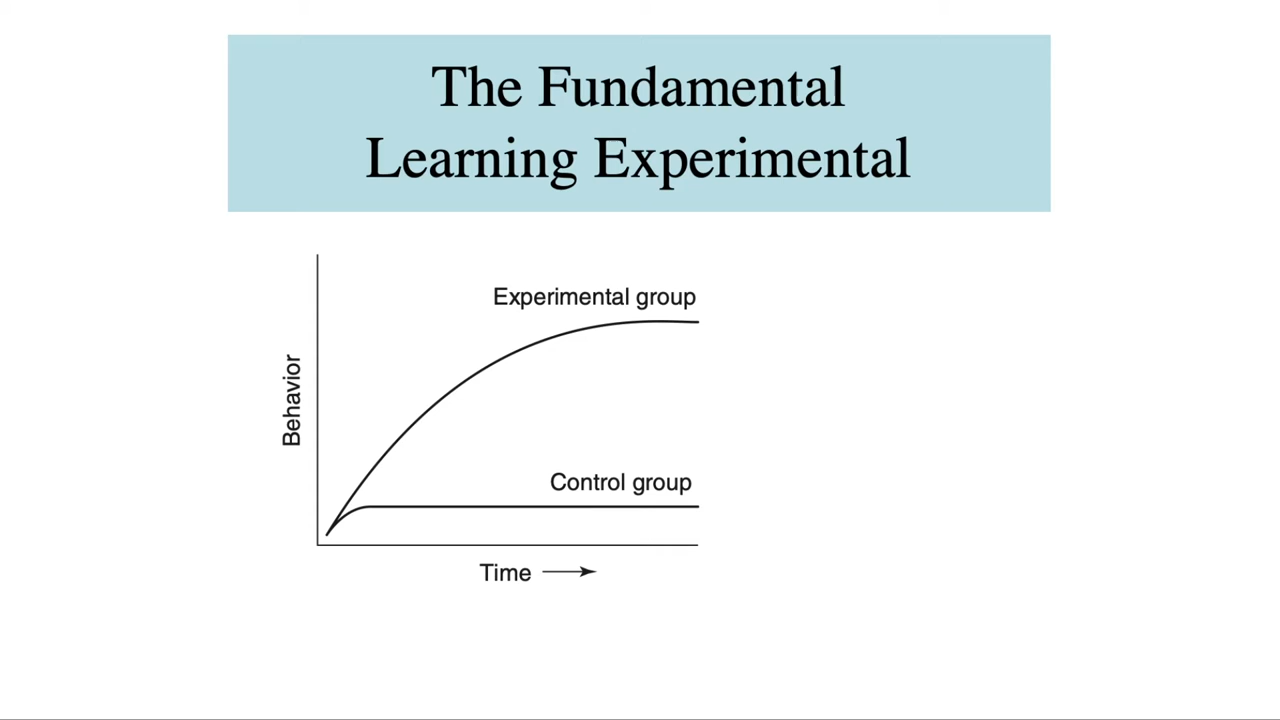 The Fundamental
Learning Experimental
Experimental group
Behavior
Control group
Time